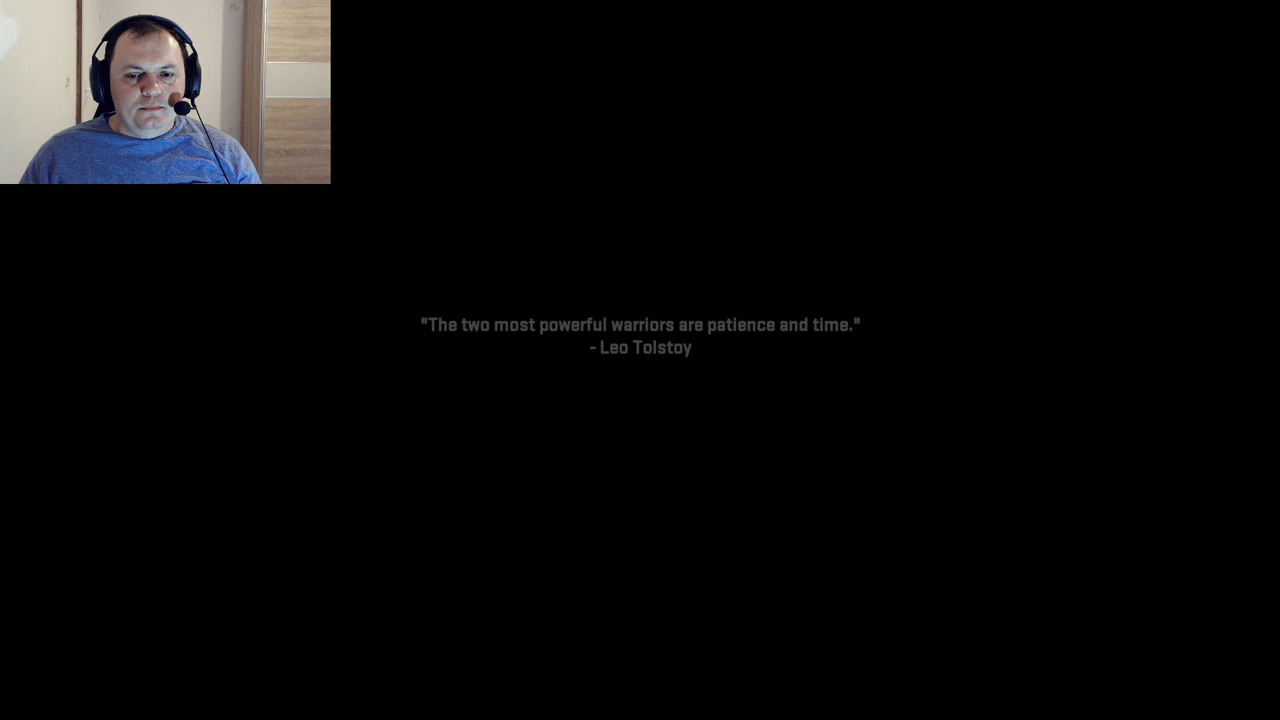 "The two most powerful warriors are patience and time."
- Leo Tolstoy